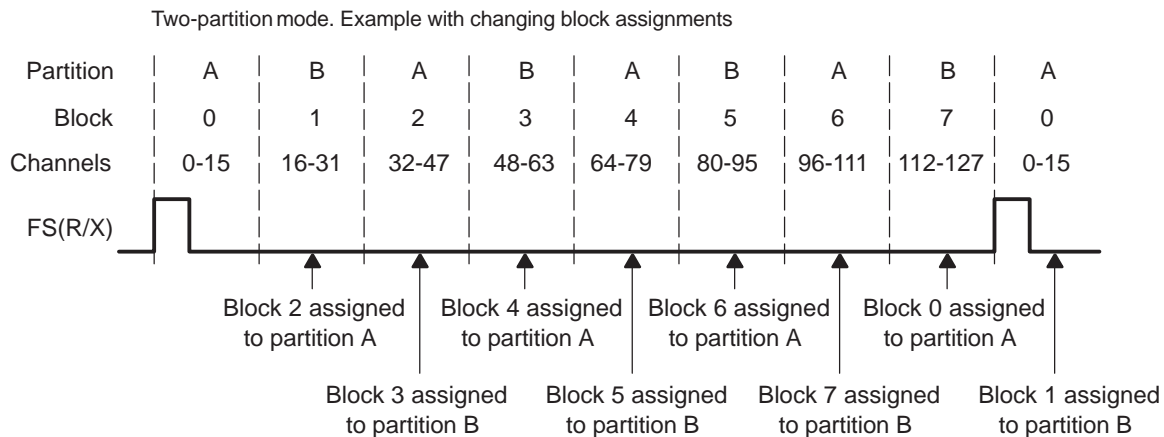 Two-partition mode. Example with changing block assignments
Partition A B A B A B A B A
Block 0 1 2 3 4 5 6 7 0
Channels 0-15 16-31 32-47 48-63 64-79 80-95 96-111 112-127 0-15
FS(R/X)
Block 2 assigned
to partition A
Block 4 assigned
to partition A
Block 6 assigned
to partition A
Block 0 assigned
to partition A
Block 3 assigned
to partition B
Block 5 assigned
to partition B
Block 7 assigned
to partition B
Block 1 assigned
to partition B